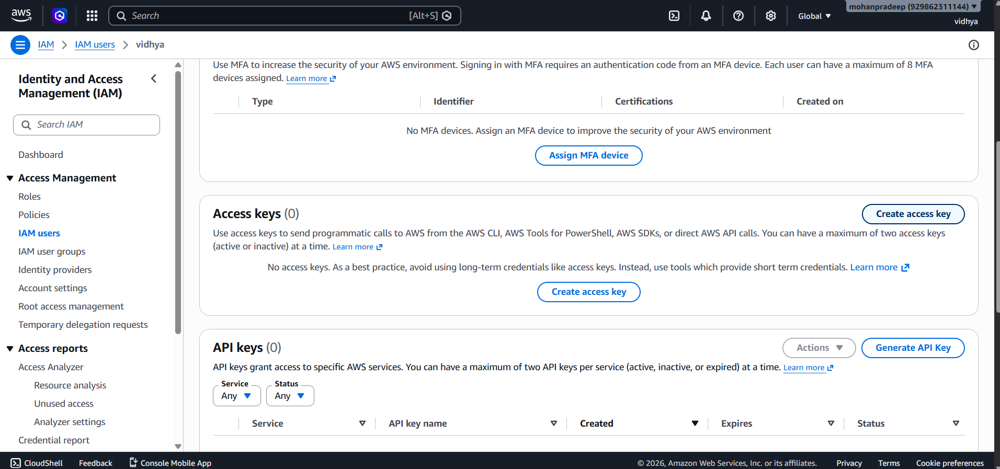 aws
Search
[Alt+S]
Global
mohanpradeep (929862311144)
vidhya
IAM
IAM users
vidhya
Identity and Access
Management (IAM)
Search IAM
Dashboard
Access Management
Roles
Policies
IAM users
IAM user groups
Identity providers
Account settings
Root access management
Temporary delegation requests
Access reports
Access Analyzer
Resource analysis
Unused access
Analyzer settings
Credential report
Use MFA to increase the security of your AWS environment. Signing in with MFA requires an authentication code from an MFA device. Each user can have a maximum of 8 MFA
devices assigned. Learn more
Type Identifier Certifications Created on
No MFA devices. Assign an MFA device to improve the security of your AWS environment
Assign MFA device
Access keys (0)
Create access key
Use access keys to send programmatic calls to AWS from the AWS CLI, AWS Tools for PowerShell, AWS SDKs, or direct AWS API calls. You can have a maximum of two access keys
(active or inactive) at a time. Learn more
No access keys. As a best practice, avoid using long-term credentials like access keys. Instead, use tools which provide short term credentials. Learn more
Create access key
API keys (0)
Actions
Generate API Key
API keys grant access to specific AWS services. You can have a maximum of two API keys per service (active, inactive, or expired) at a time. Learn more
Service Status
Any Any
Service API key name Created Expires Status
CloudShell Feedback Console Mobile App © 2026, Amazon Web Services, Inc. or its affiliates. Privacy Terms Cookie preferences